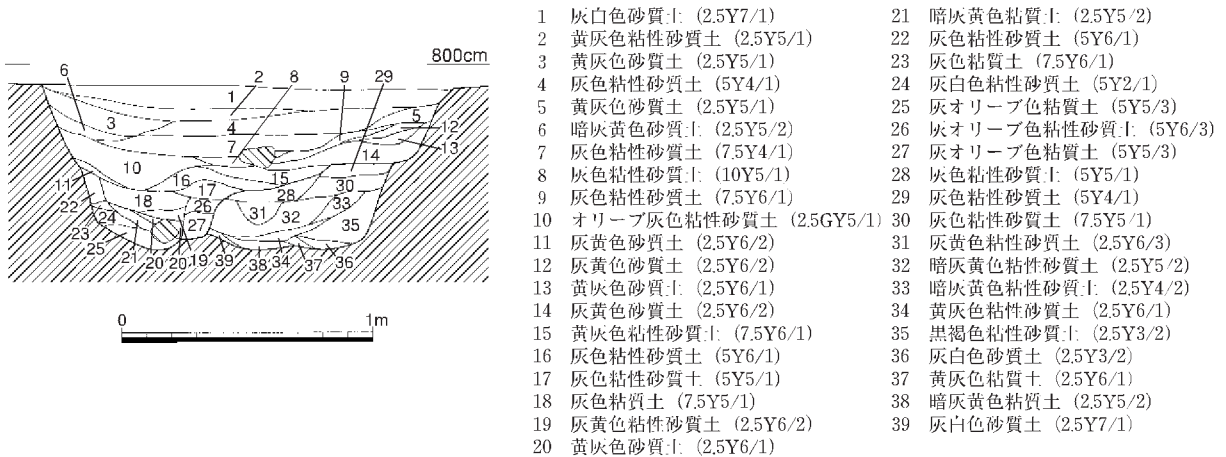 800cm
6 2 8 9 29
1
3 4 5
12
7 13
14
10 15
11 16 17 30
18 28
22 24 26 33
31 32
23 27 35
25
21 20 20 19 39 38 34 37 36
0 1m
1 灰白色砂質土 (2.5Y7/1)
2 黄灰色粘性砂質土 (2.5Y5/1)
3 黄灰色砂質土 (2.5Y5/1)
4 灰色粘性砂質土 (5Y4/1)
5 黄灰色砂質土 (2.5Y5/1)
6 暗灰黄色砂質土 (2.5Y5/2)
7 灰色粘性砂質土 (7.5Y4/1)
8 灰色粘性砂質土 (10Y5/1)
9 灰色粘性砂質土 (7.5Y6/1)
10 オリーブ灰色粘性砂質土 (2.5GY5/1)
11 灰黄色砂質土 (2.5Y6/2)
12 灰黄色砂質土 (2.5Y6/2)
13 黄灰色砂質土 (2.5Y6/1)
14 灰黄色砂質土 (2.5Y6/2)
15 黄灰色粘性砂質土 (7.5Y6/1)
16 灰色粘性砂質土 (5Y6/1)
17 灰色粘性砂質土 (5Y5/1)
18 灰色粘質土 (7.5Y5/1)
19 灰黄色粘性砂質土 (2.5Y6/2)
20 黄灰色砂質土 (2.5Y6/1)
21 暗灰黄色粘質土 (2.5Y5/2)
22 灰色粘性砂質土 (5Y6/1)
23 灰色粘質土 (7.5Y6/1)
24 灰白色粘性砂質土 (5Y2/1)
25 灰オリーブ色粘質土 (5Y5/3)
26 灰オリーブ色粘性砂質土 (5Y6/3)
27 灰オリーブ色粘質土 (5Y5/3)
28 灰色粘性砂質土 (5Y5/1)
29 灰色粘性砂質土 (5Y4/1)
30 灰色粘性砂質土 (7.5Y5/1)
31 灰黄色粘性砂質土 (2.5Y6/3)
32 暗灰黄色粘性砂質土 (2.5Y5/2)
33 暗灰黄色粘性砂質土 (2.5Y4/2)
34 黄灰色粘性砂質土 (2.5Y6/1)
35 黒褐色粘性砂質土 (2.5Y3/2)
36 灰白色砂質土 (2.5Y3/2)
37 黄灰色粘質土 (2.5Y6/1)
38 暗灰黄色粘質土 (2.5Y5/2)
39 灰白色砂質土 (2.5Y7/1)